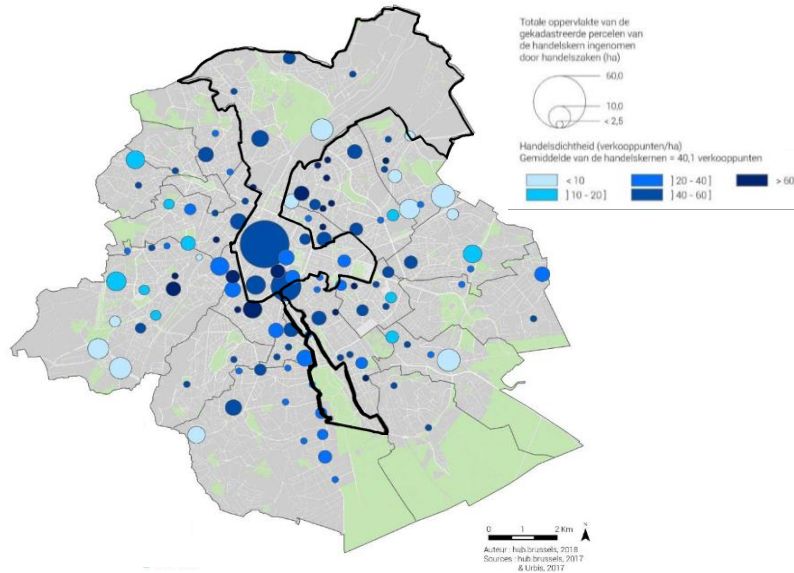 Totale oppervlakte van de
gekadastreerde percelen van
de handelskern ingenomen
door handelszaken (ha)
60,0
10,0
< 2,5
Handelsdichtheid (verkooppunten/ha)
Gemiddelde van de handelskernen = 40,1 verkooppunten
< 10
] 20 - 40 ]
> 60
] 10 - 20 ]
] 40 - 60 ]
0 1 2 Km
N
Auteur : hub.brussels, 2018
Sources : hub.brussels, 2017
& Urbis, 2017